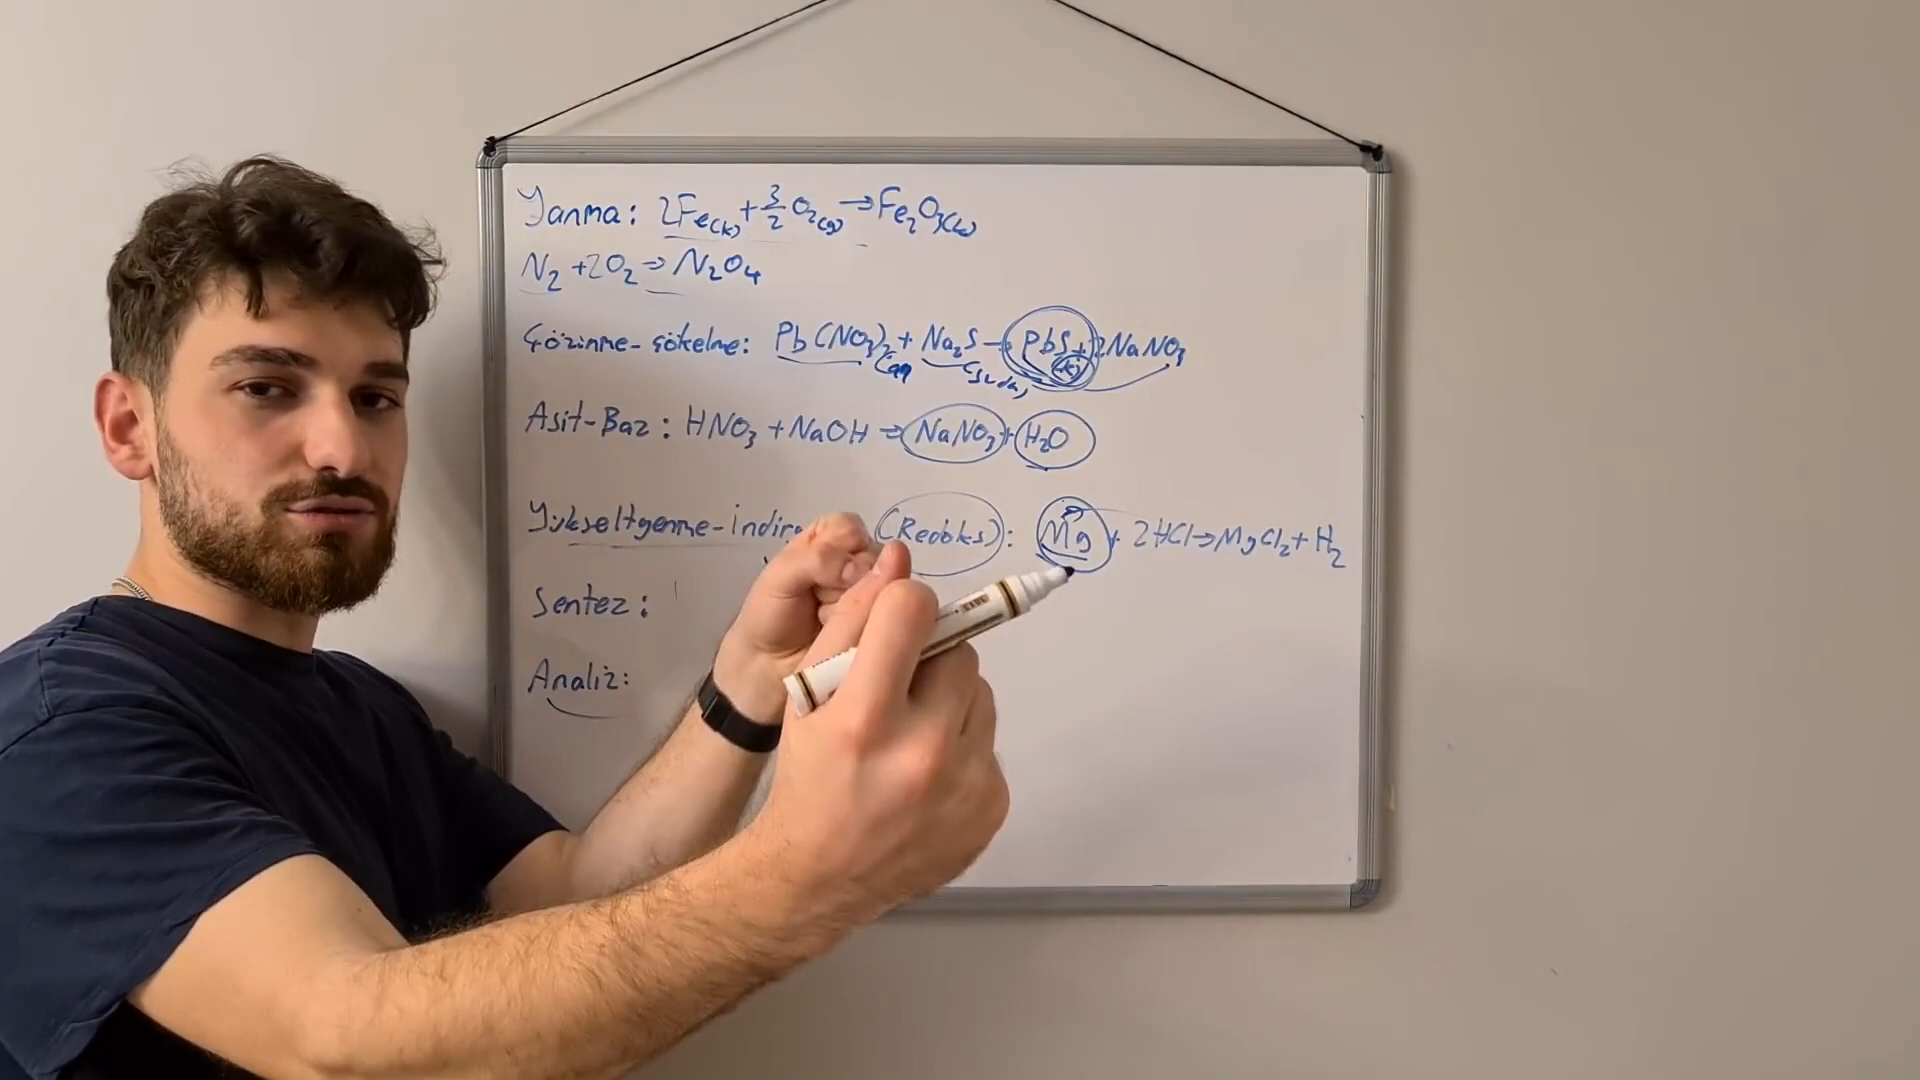 Yanma: 2Fe(k) + 3/2 O₂(g) → Fe₂O₃(k)
N₂ + 2O₂ → N₂O₄
Çözünme-Çökelme: Pb(NO₃)₂(aq + Na₂S(suda) → PbS(k) + 2NaNO₃
Asit-Baz: HNO₃ + NaOH → NaNO₃ + H₂O
Yükseltgenme-indirg (Redoks): Mg + 2HCl → MgCl₂ + H₂
Sentez:
Analiz: